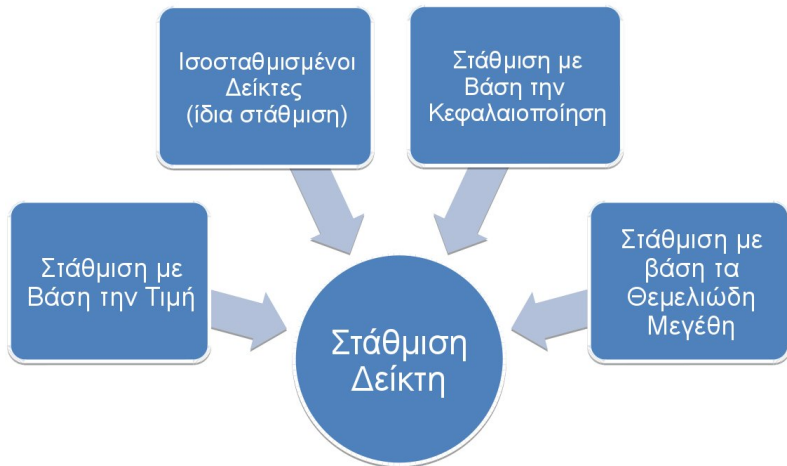 Στάθμιση με
Βάση την Τιμή
Ισοσταθμισμένοι
Δείκτες
(ίδια στάθμιση)
Στάθμιση με
Βάση την
Κεφαλαιοποίηση
Στάθμιση με
βάση τα
Θεμελιώδη
Μεγέθη
Στάθμιση
Δείκτη